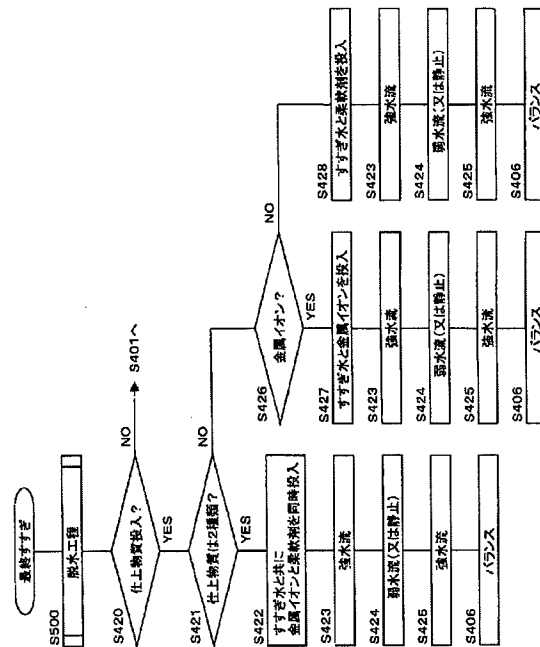 最終すすぎ
S500
脱水工程
S420
仕上物質投入?
NO
S401へ
YES
S421
仕上物質は2種類?
NO
YES
S422
すすぎ水と共に
金属イオンと柔軟剤を同時投入
S423
強水流
S424
弱水流(又は静止)
S425
強水流
S406
バランス
S426
金属イオン?
NO
YES
S427
すすぎ水と金属イオンを投入
S423
強水流
S424
弱水流(又は静止)
S425
強水流
S406
バランス
S428
すすぎ水と柔軟剤を投入
S423
強水流
S424
弱水流(又は静止)
S425
強水流
S406
バランス